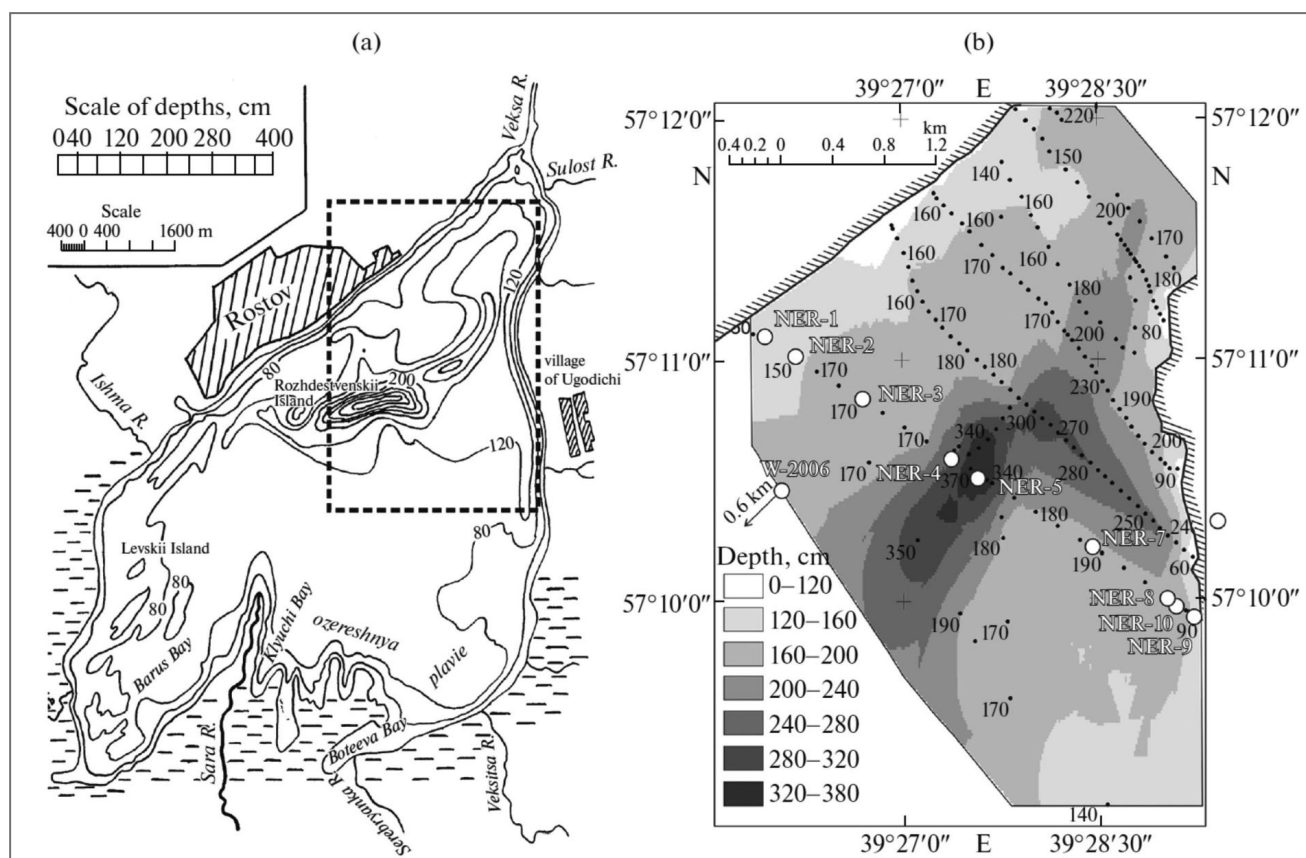 (a)
Scale of depths, cm
040 120 200 280 400
Scale
400 0 400 1600 m
Veksa R.
Sulost R.
Rostov
120
80
200
Rozhdestvenskii
Island
village
of Ugodichi
Ishma R.
120
80
Levskii Island
80
80
Barus Bay
Klyuchi Bay
ozereshnya
plavie
Sara R.
Boteeva Bay
Serebryanka R.
Veksitsa R.
(b)
39°27′0″ E 39°28′30″
57°12′0″ 57°12′0″
km
0.4 0.2 0 0.4 0.8 1.2
N N
220
150
140
160
200
160 160
170
160 170 160
180
180
160 170
170
200
80
NER-1
NER-2
57°11′0″ 57°11′0″
150 170
180 180
230
NER-3
190
170
300
340 270
200
170
W-2006
170
NER-4
370 340
NER-5
280
90
0.6 km
180
250
24
NER-7
350
180
190
60
Depth, cm
0–120
120–160
160–200
200–240
240–280
280–320
320–380
57°10′0″ 57°10′0″
NER-8
NER-10
90
NER-9
190
170
170
140
39°27′0″ E 39°28′30″